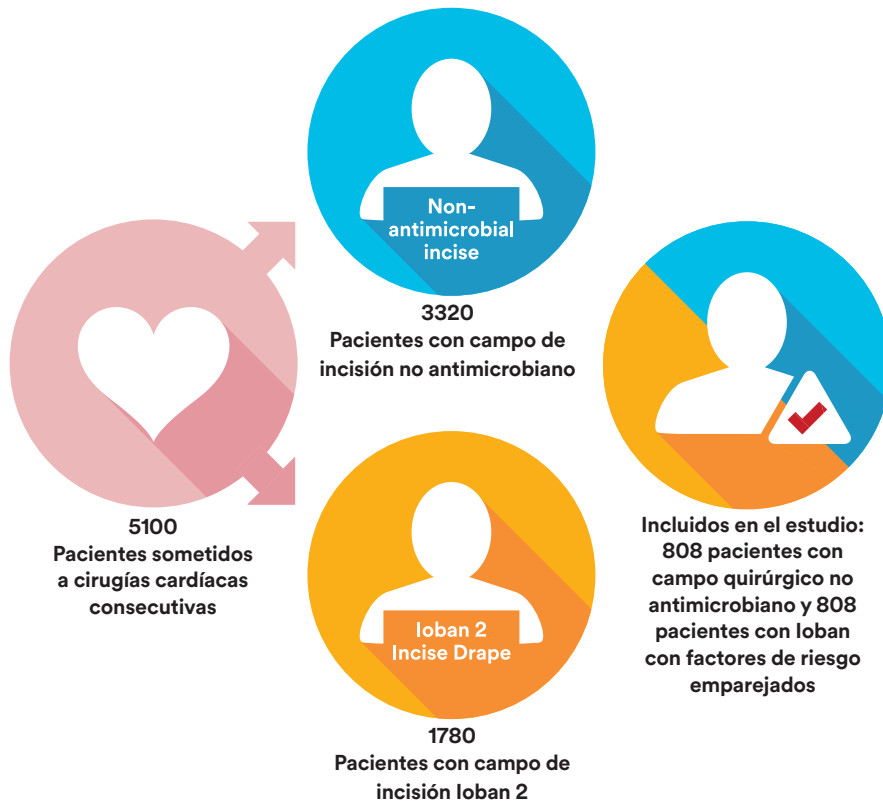 5100
Pacientes sometidos
a cirugías cardíacas
consecutivas
Non-
antimicrobial
incise
3320
Pacientes con campo de
incisión no antimicrobiano
Ioban 2
Incise Drape
1780
Pacientes con campo de
incisión Ioban 2
Incluidos en el estudio:
808 pacientes con
campo quirúrgico no
antimicrobiano y 808
pacientes con Ioban
con factores de riesgo
emparejados